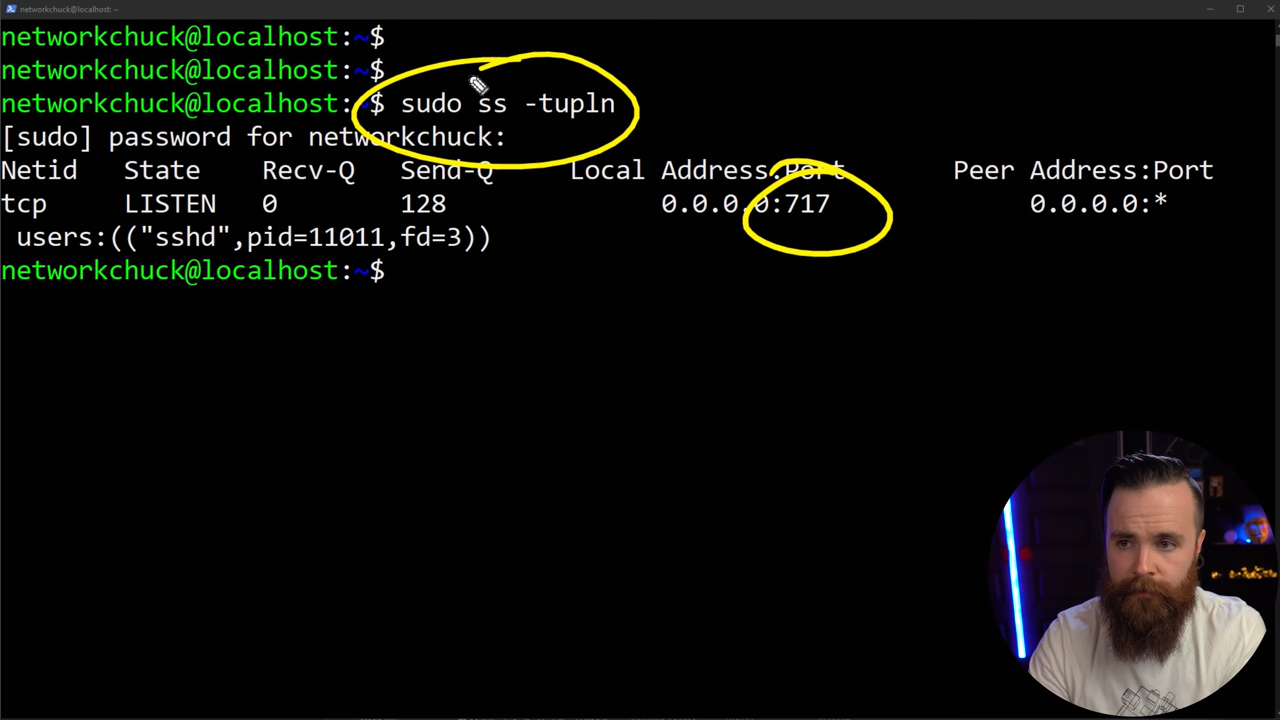 networkchuck@localhost: ~
networkchuck@localhost:~$
networkchuck@localhost:~$
networkchuck@localhost:~$ sudo ss -tupln
[sudo] password for networkchuck:
Netid State Recv-Q Send-Q Local Address:Port Peer Address:Port
tcp LISTEN 0 128 0.0.0.0:717 0.0.0.0:*
users:(("sshd",pid=11011,fd=3))
networkchuck@localhost:~$